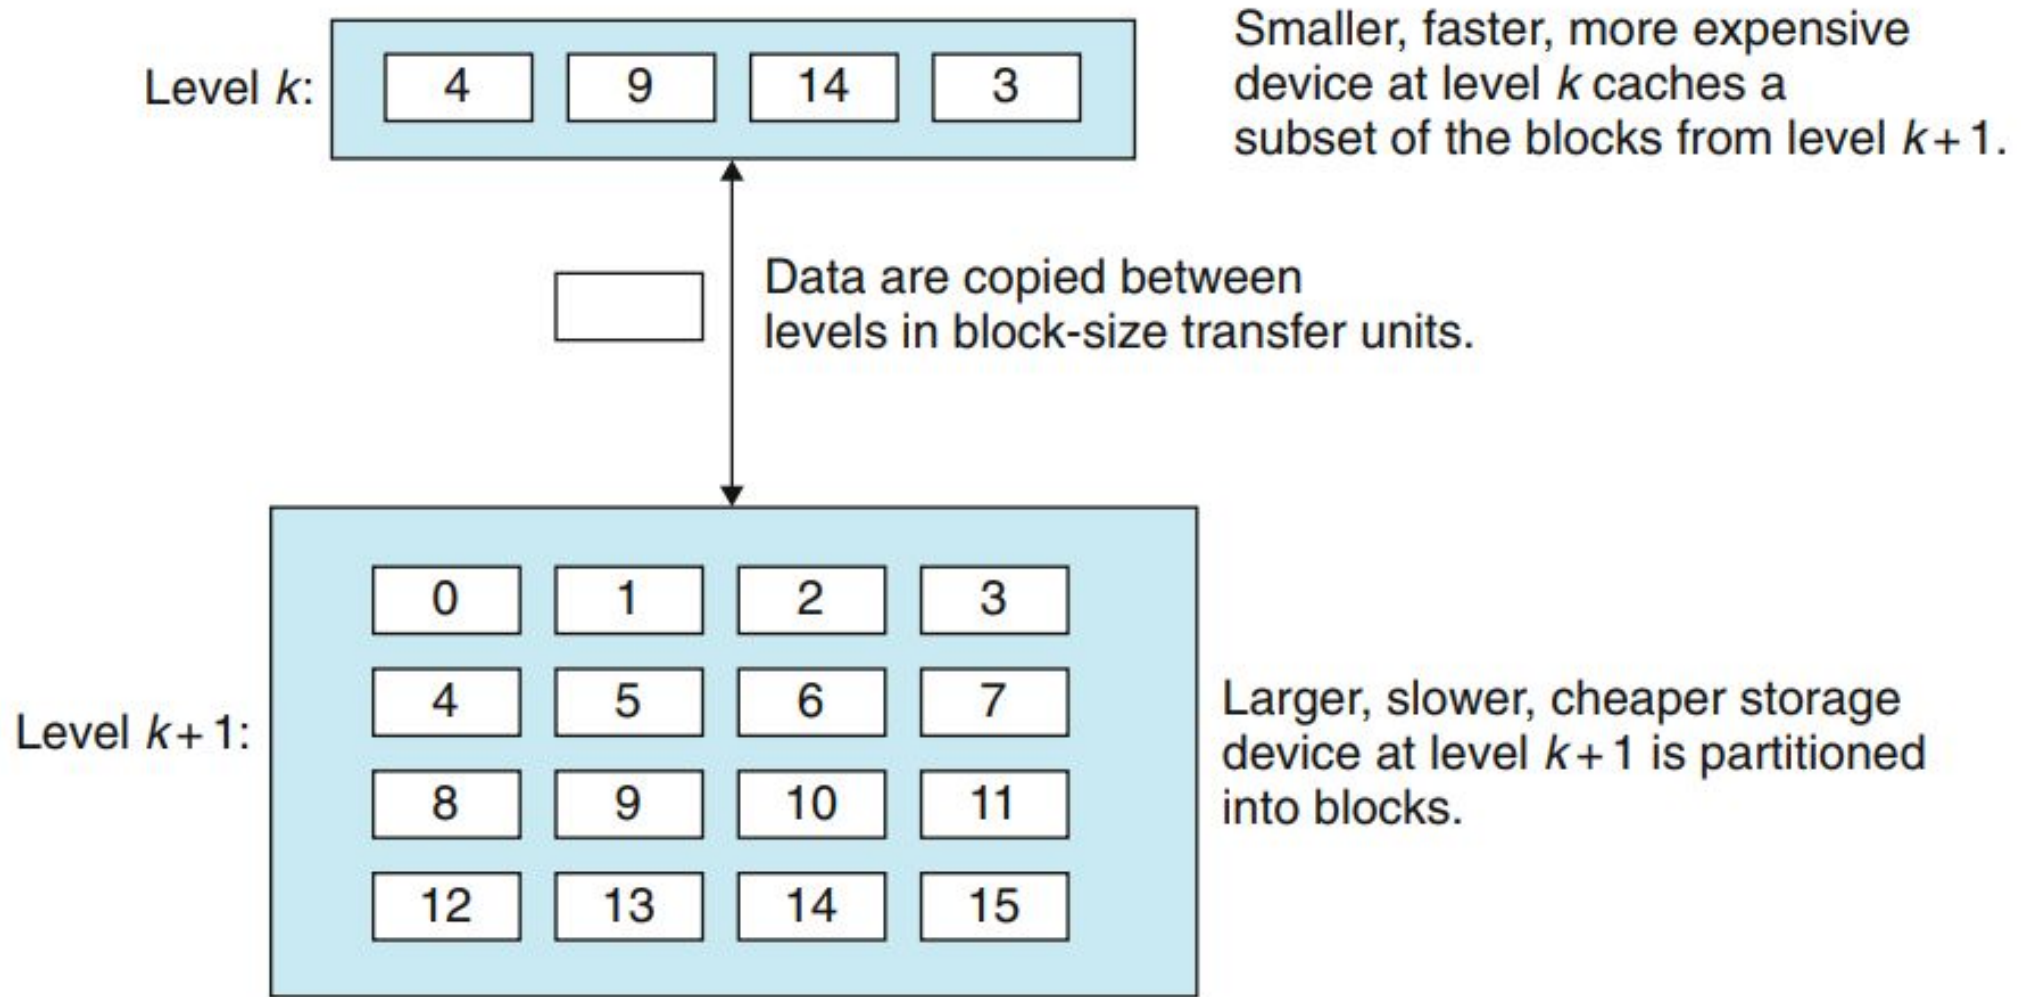 Level k:
4 9 14 3
Smaller, faster, more expensive
device at level k caches a
subset of the blocks from level k+1.
Data are copied between
levels in block-size transfer units.
Level k+1:
0 1 2 3
4 5 6 7
8 9 10 11
12 13 14 15
Larger, slower, cheaper storage
device at level k+1 is partitioned
into blocks.